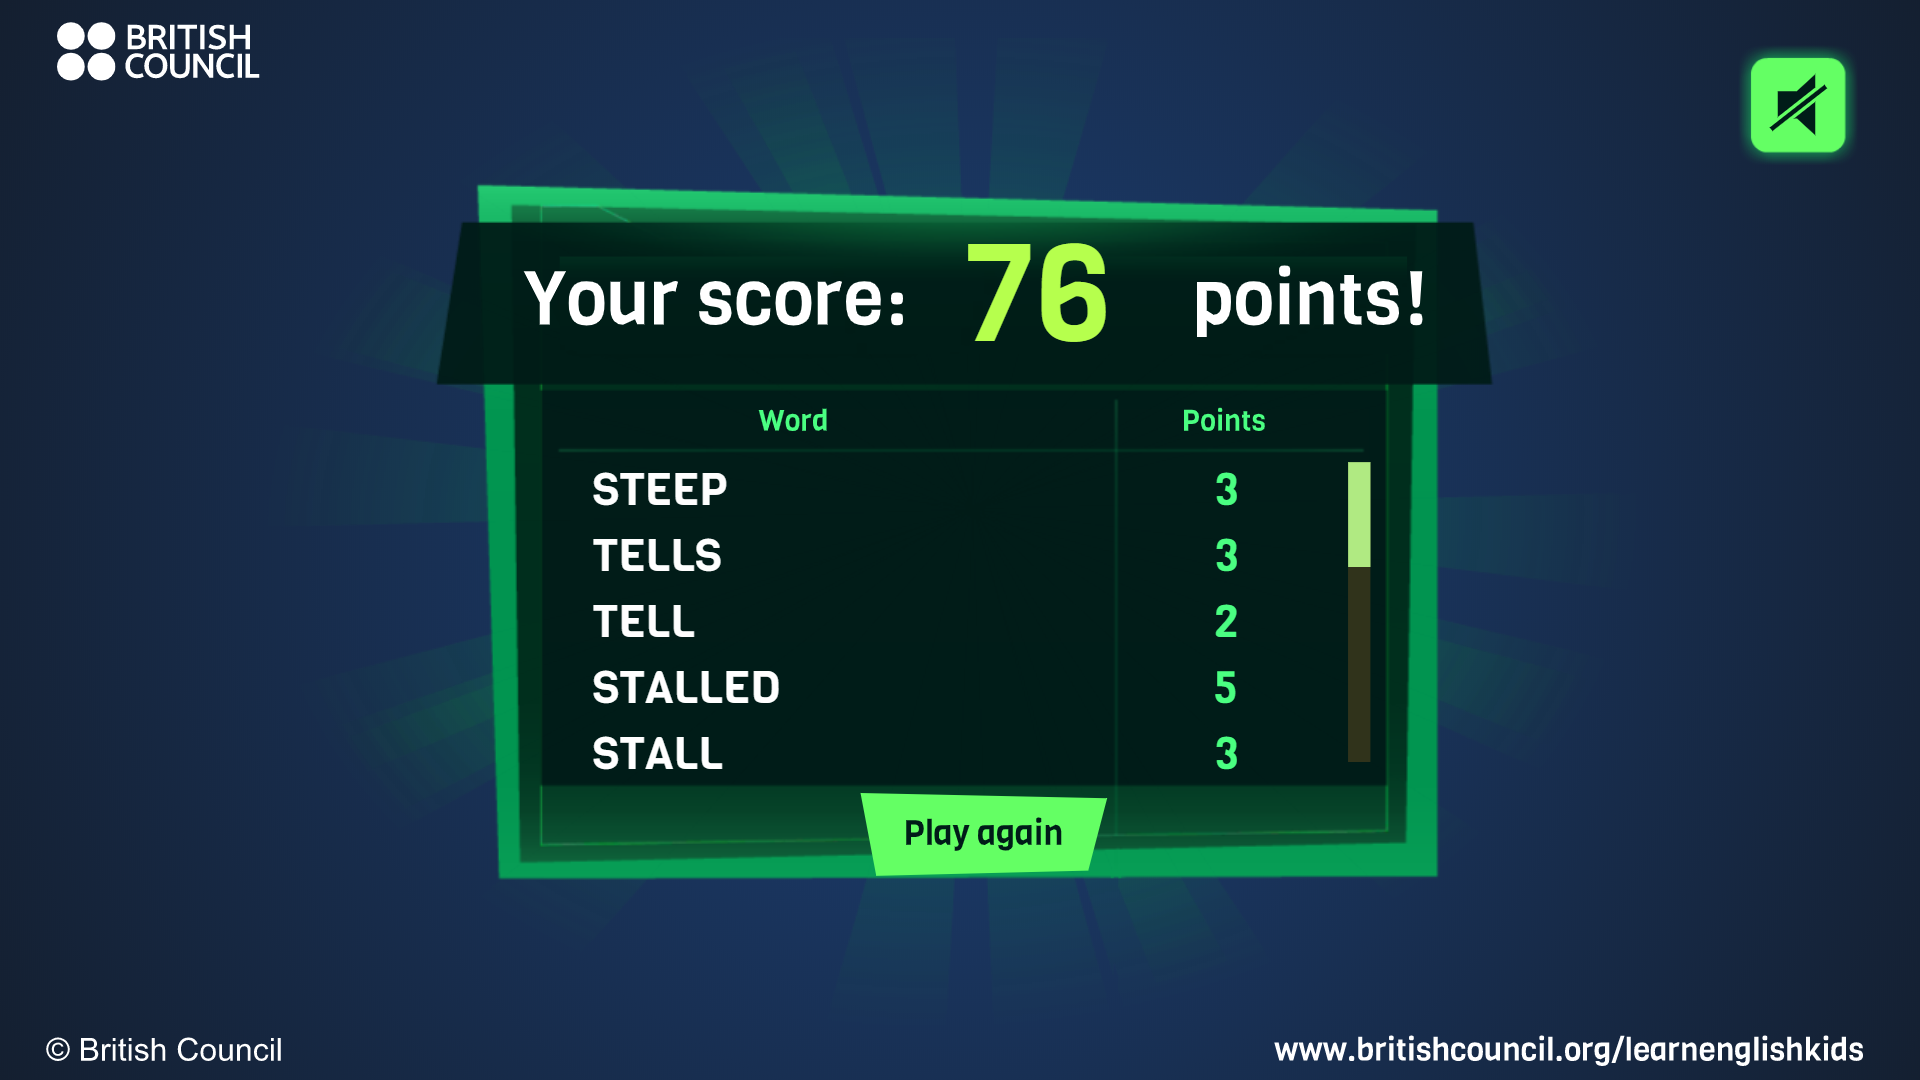 BRITISH
COUNCIL
Your score: 76 points!
Word Points
STEEP 3
TELLS 3
TELL 2
STALLED 5
STALL 3
Play again
© British Council
www.britishcouncil.org/learnenglishkids